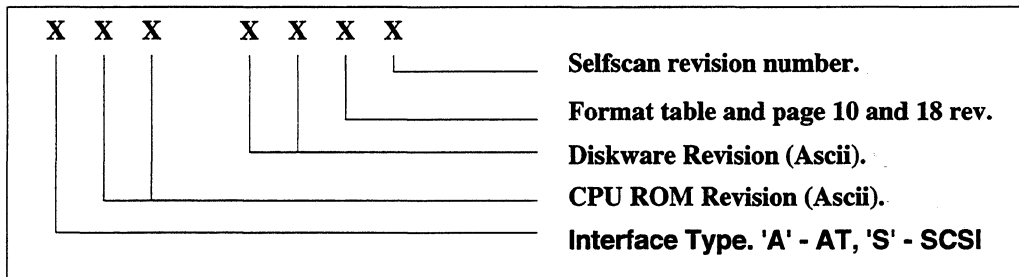 X X X X X X X
Selfscan revision number.
Format table and page 10 and 18 rev.
Diskware Revision (Ascii).
CPU ROM Revision (Ascii).
Interface Type. 'A' - AT, 'S' - SCSI